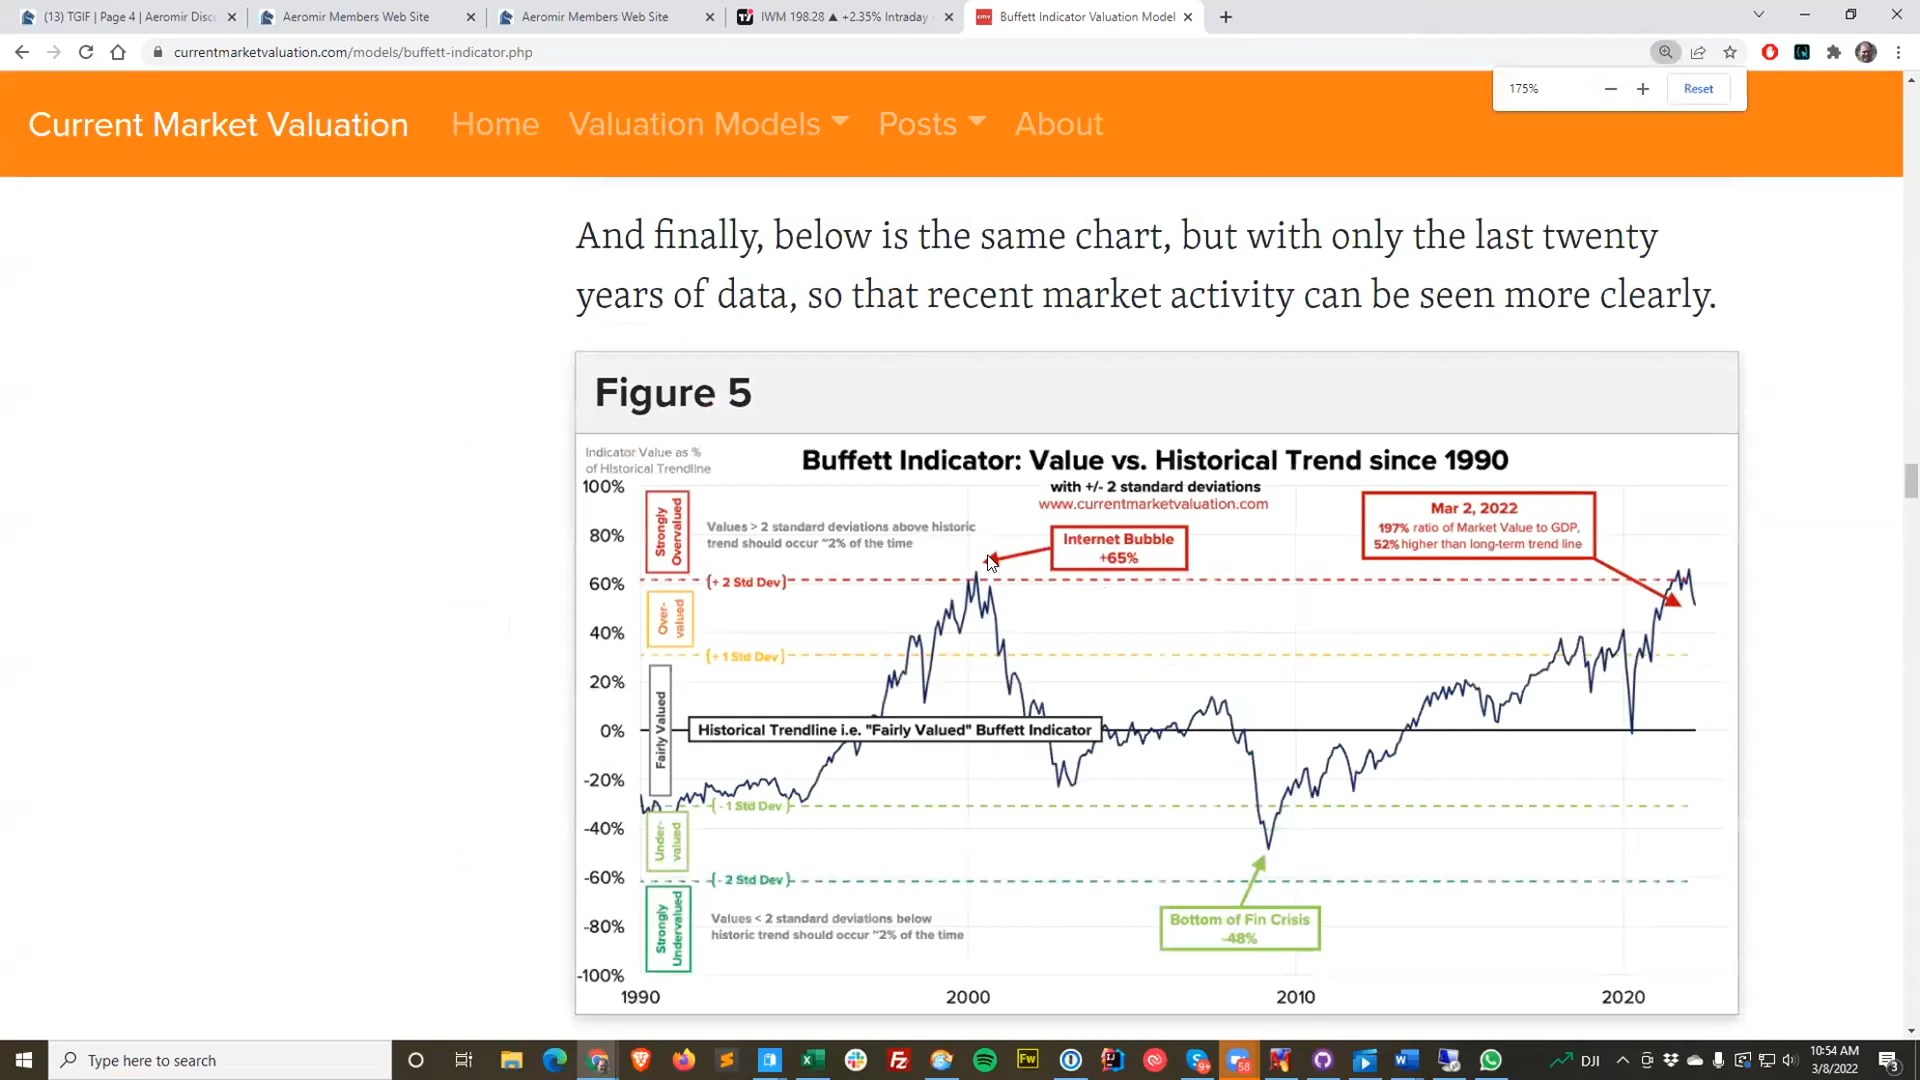 (13) TGIF | Page 4 | Aeromir Disc
Aeromir Members Web Site
Aeromir Members Web Site
IWM 198.28 ▲ +2.35% Intraday
Buffett Indicator Valuation Model
currentmarketvaluation.com/models/buffett-indicator.php
175%
Reset
Current Market Valuation
Home
Valuation Models
Posts
About
And finally, below is the same chart, but with only the last twenty
years of data, so that recent market activity can be seen more clearly.
Figure 5
Indicator Value as %
of Historical Trendline
Buffett Indicator: Value vs. Historical Trend since 1990
with +/- 2 standard deviations
www.currentmarketvaluation.com
100%
80%
60%
40%
20%
0%
-20%
-40%
-60%
-80%
-100%
Strongly
Overvalued
Over-
valued
Fairly Valued
Under-
valued
Strongly
Undervalued
Values > 2 standard deviations above historic
trend should occur ~2% of the time
Internet Bubble
+65%
Mar 2, 2022
197% ratio of Market Value to GDP,
52% higher than long-term trend line
(+ 2 Std Dev)
(+ 1 Std Dev)
Historical Trendline i.e. "Fairly Valued" Buffett Indicator
(- 1 Std Dev)
(- 2 Std Dev)
Values < 2 standard deviations below
historic trend should occur ~2% of the time
Bottom of Fin Crisis
-48%
1990
2000
2010
2020
Type here to search
DJI
10:54 AM
3/8/2022